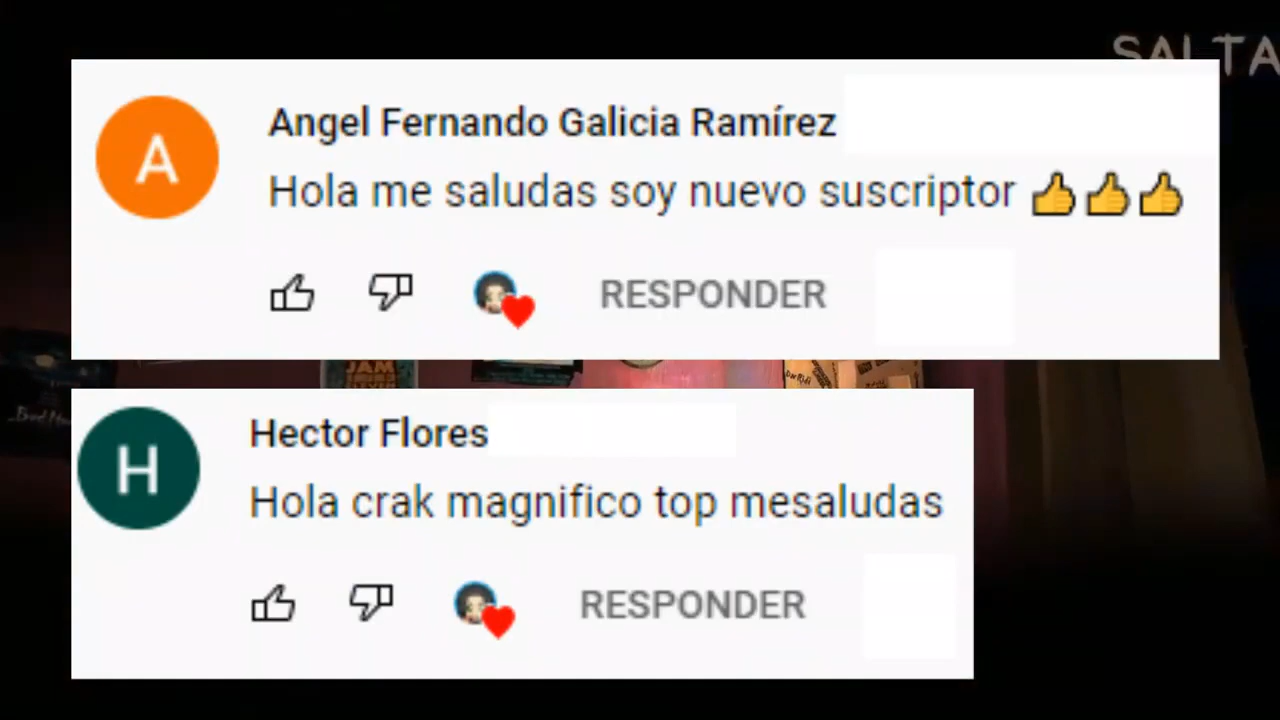 SALTA
A
Angel Fernando Galicia Ramírez
Hola me saludas soy nuevo suscriptor 👍👍👍
RESPONDER
JAM
H
Hector Flores
Hola crak magnifico top mesaludas
RESPONDER